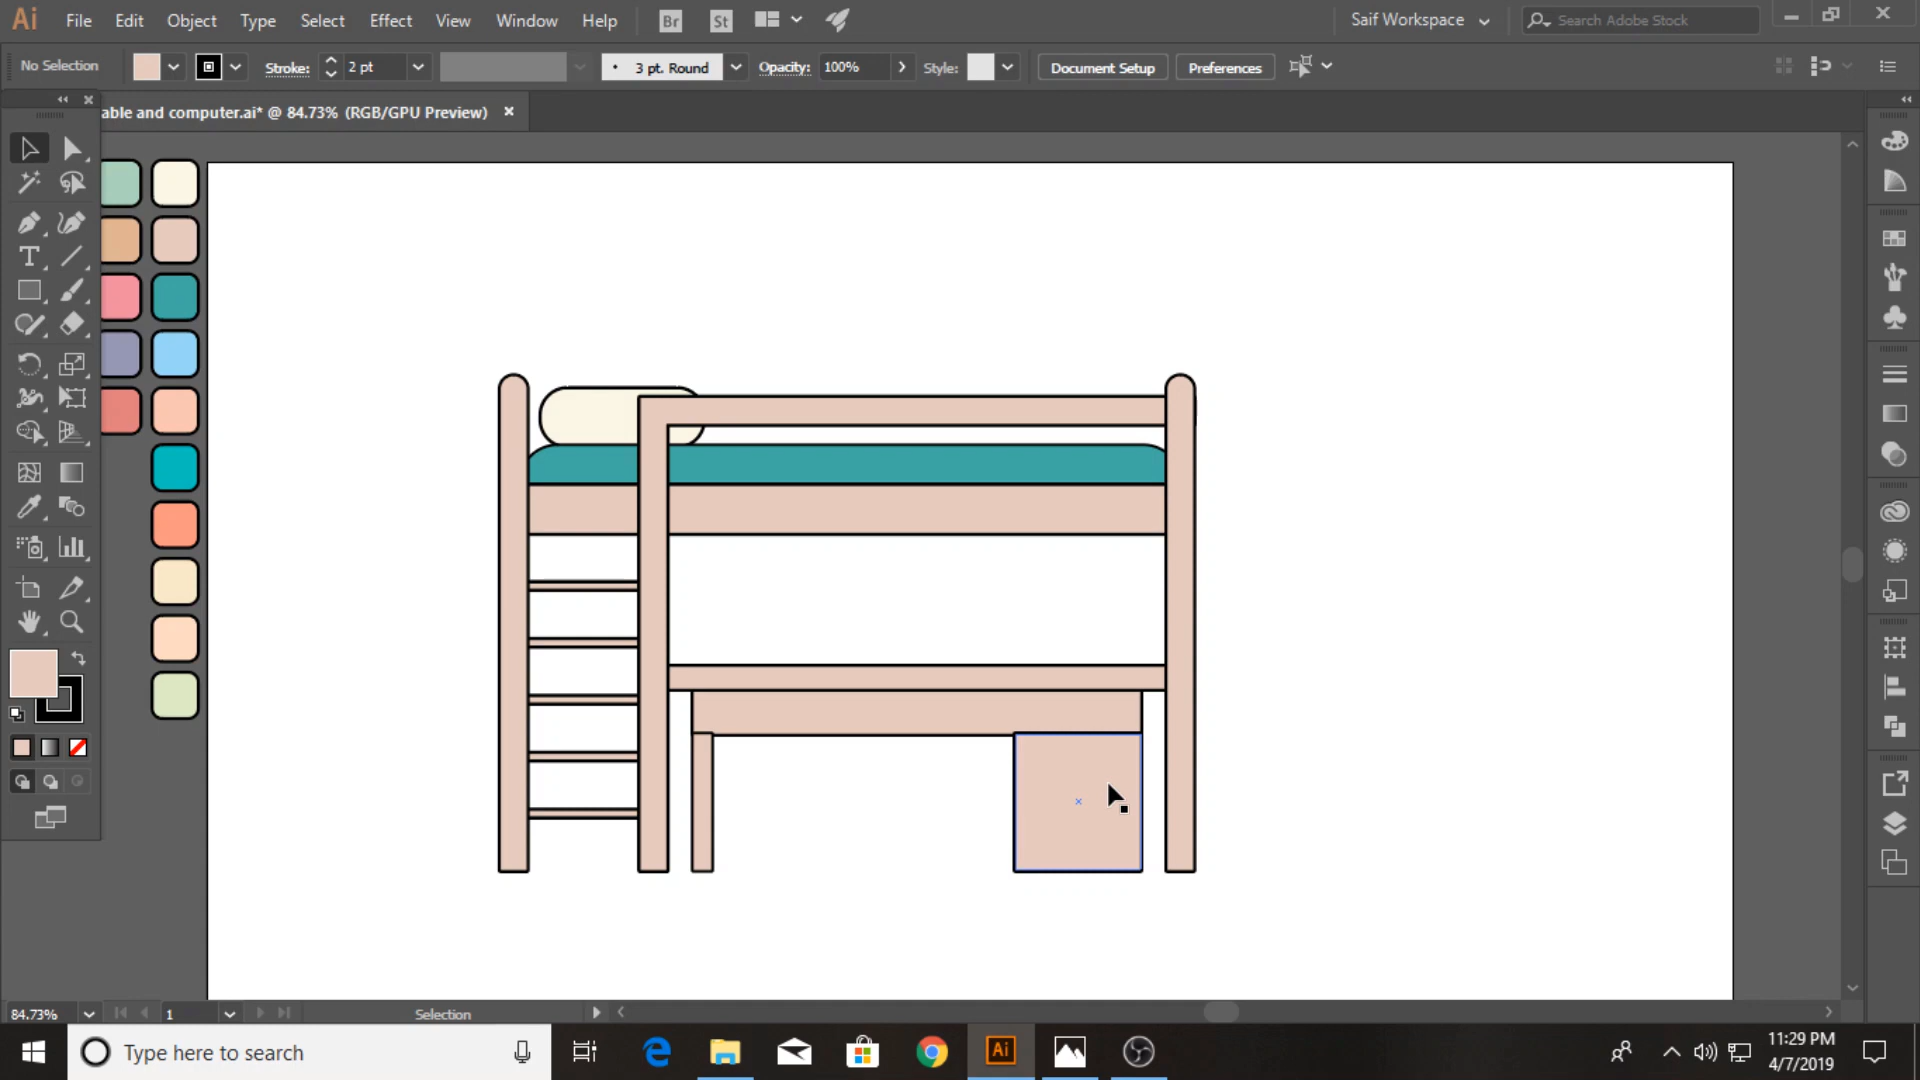 Ai File Edit Object Type Select Effect View Window Help Br St Saif Workspace Search Adobe Stock
No Selection Stroke: 2 pt 3 pt. Round Opacity: 100% Style: Document Setup Preferences
able and computer.ai* @ 84.73% (RGB/GPU Preview)
T
84.73% 1 Selection
Type here to search Ai 11:29 PM
4/7/2019